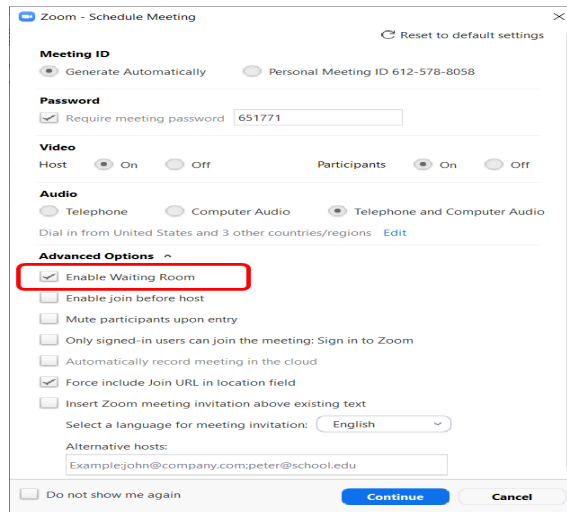 Zoom - Schedule Meeting
Reset to default settings
Meeting ID
Generate Automatically Personal Meeting ID 612-578-8058
Password
Require meeting password 651771
Video
Host On Off Participants On Off
Audio
Telephone Computer Audio Telephone and Computer Audio
Dial in from United States and 3 other countries/regions Edit
Advanced Options
Enable Waiting Room
Enable join before host
Mute participants upon entry
Only signed-in users can join the meeting: Sign in to Zoom
Automatically record meeting in the cloud
Force include Join URL in location field
Insert Zoom meeting invitation above existing text
Select a language for meeting invitation: English
Alternative hosts:
Example;john@company.com;peter@school.edu
Do not show me again Continue Cancel